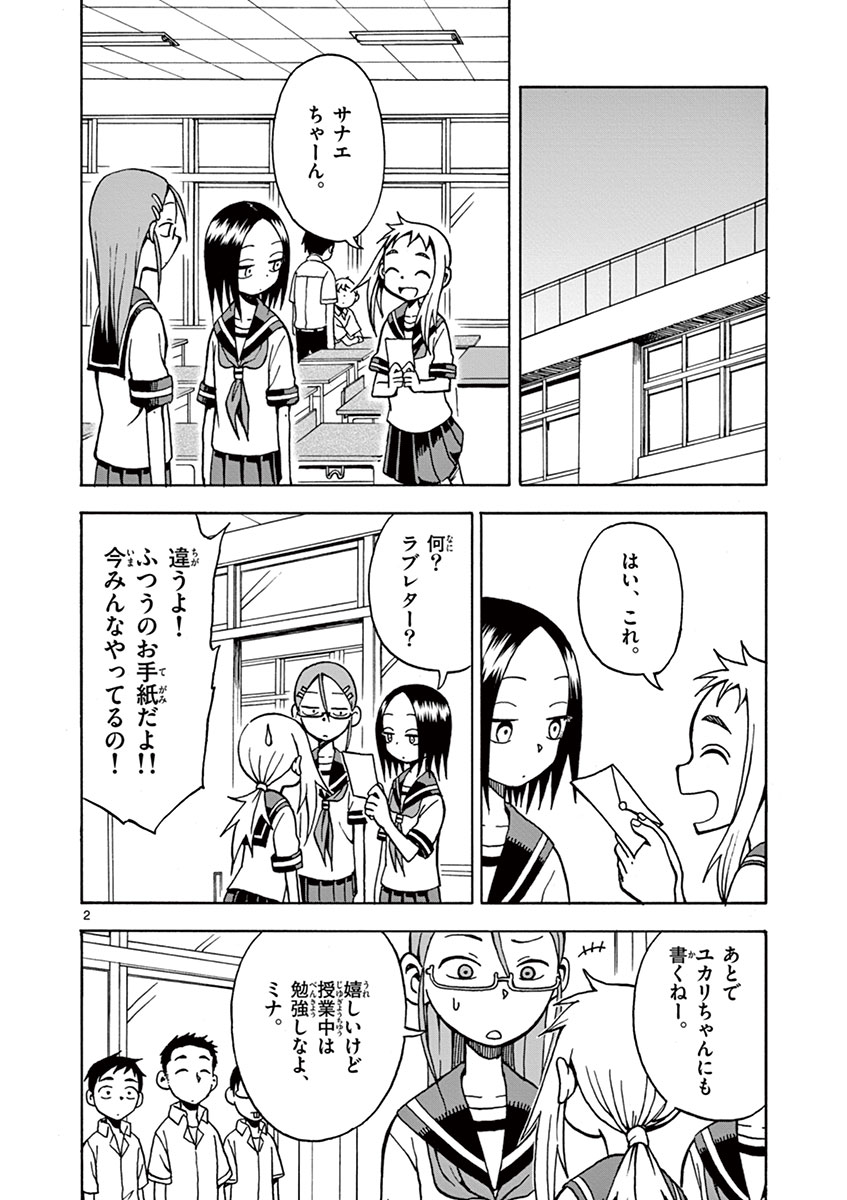 サナエ
ちゃーん。
はい、これ。
何?
ラブレター?
違うよ!
ふつうのお手紙だよ!!
今みんなやってるの!
あとで
ユカリちゃんにも
書くねー。
嬉しいけど
授業中は
勉強しなよ、
ミナ。
2